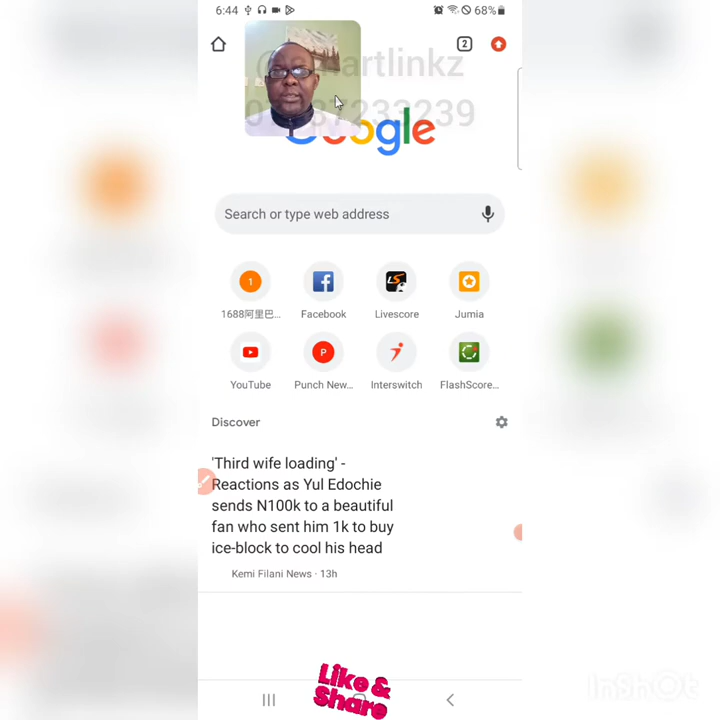 6:44
68%
2
Google
Search or type web address
1
1688阿里巴...
Facebook
LS
Livescore
Jumia
YouTube
P
Punch New...
Interswitch
FlashScore...
Discover
'Third wife loading' -
Reactions as Yul Edochie
sends N100k to a beautiful
fan who sent him 1k to buy
ice-block to cool his head
Kemi Filani News · 13h
Like &
Share
InShOt